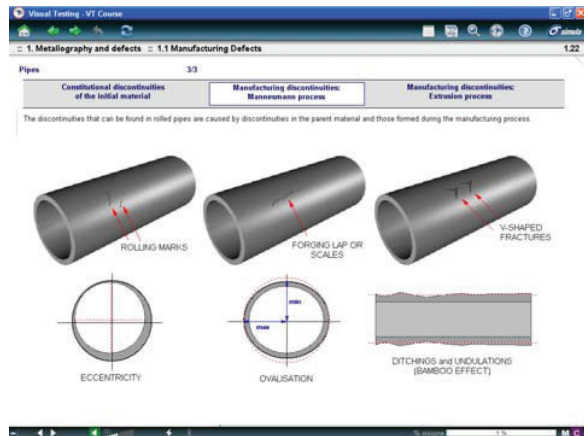 Visual Testing - VT Course
:: 1. Metallography and defects :: 1.1 Manufacturing Defects
1.22
Pipes
3/3
Constitutional discontinuities
of the initial material
Manufacturing discontinuities:
Mannesmann process
Manufacturing discontinuities:
Extrusion process
The discontinuities that can be found in rolled pipes are caused by discontinuities in the parent material and those formed during the manufacturing process.
ROLLING MARKS
FORGING LAP OR
SCALES
V-SHAPED
FRACTURES
min
max
ECCENTRICITY
OVALISATION
DITCHINGS and UNDULATIONS
(BAMBOO EFFECT)
M C